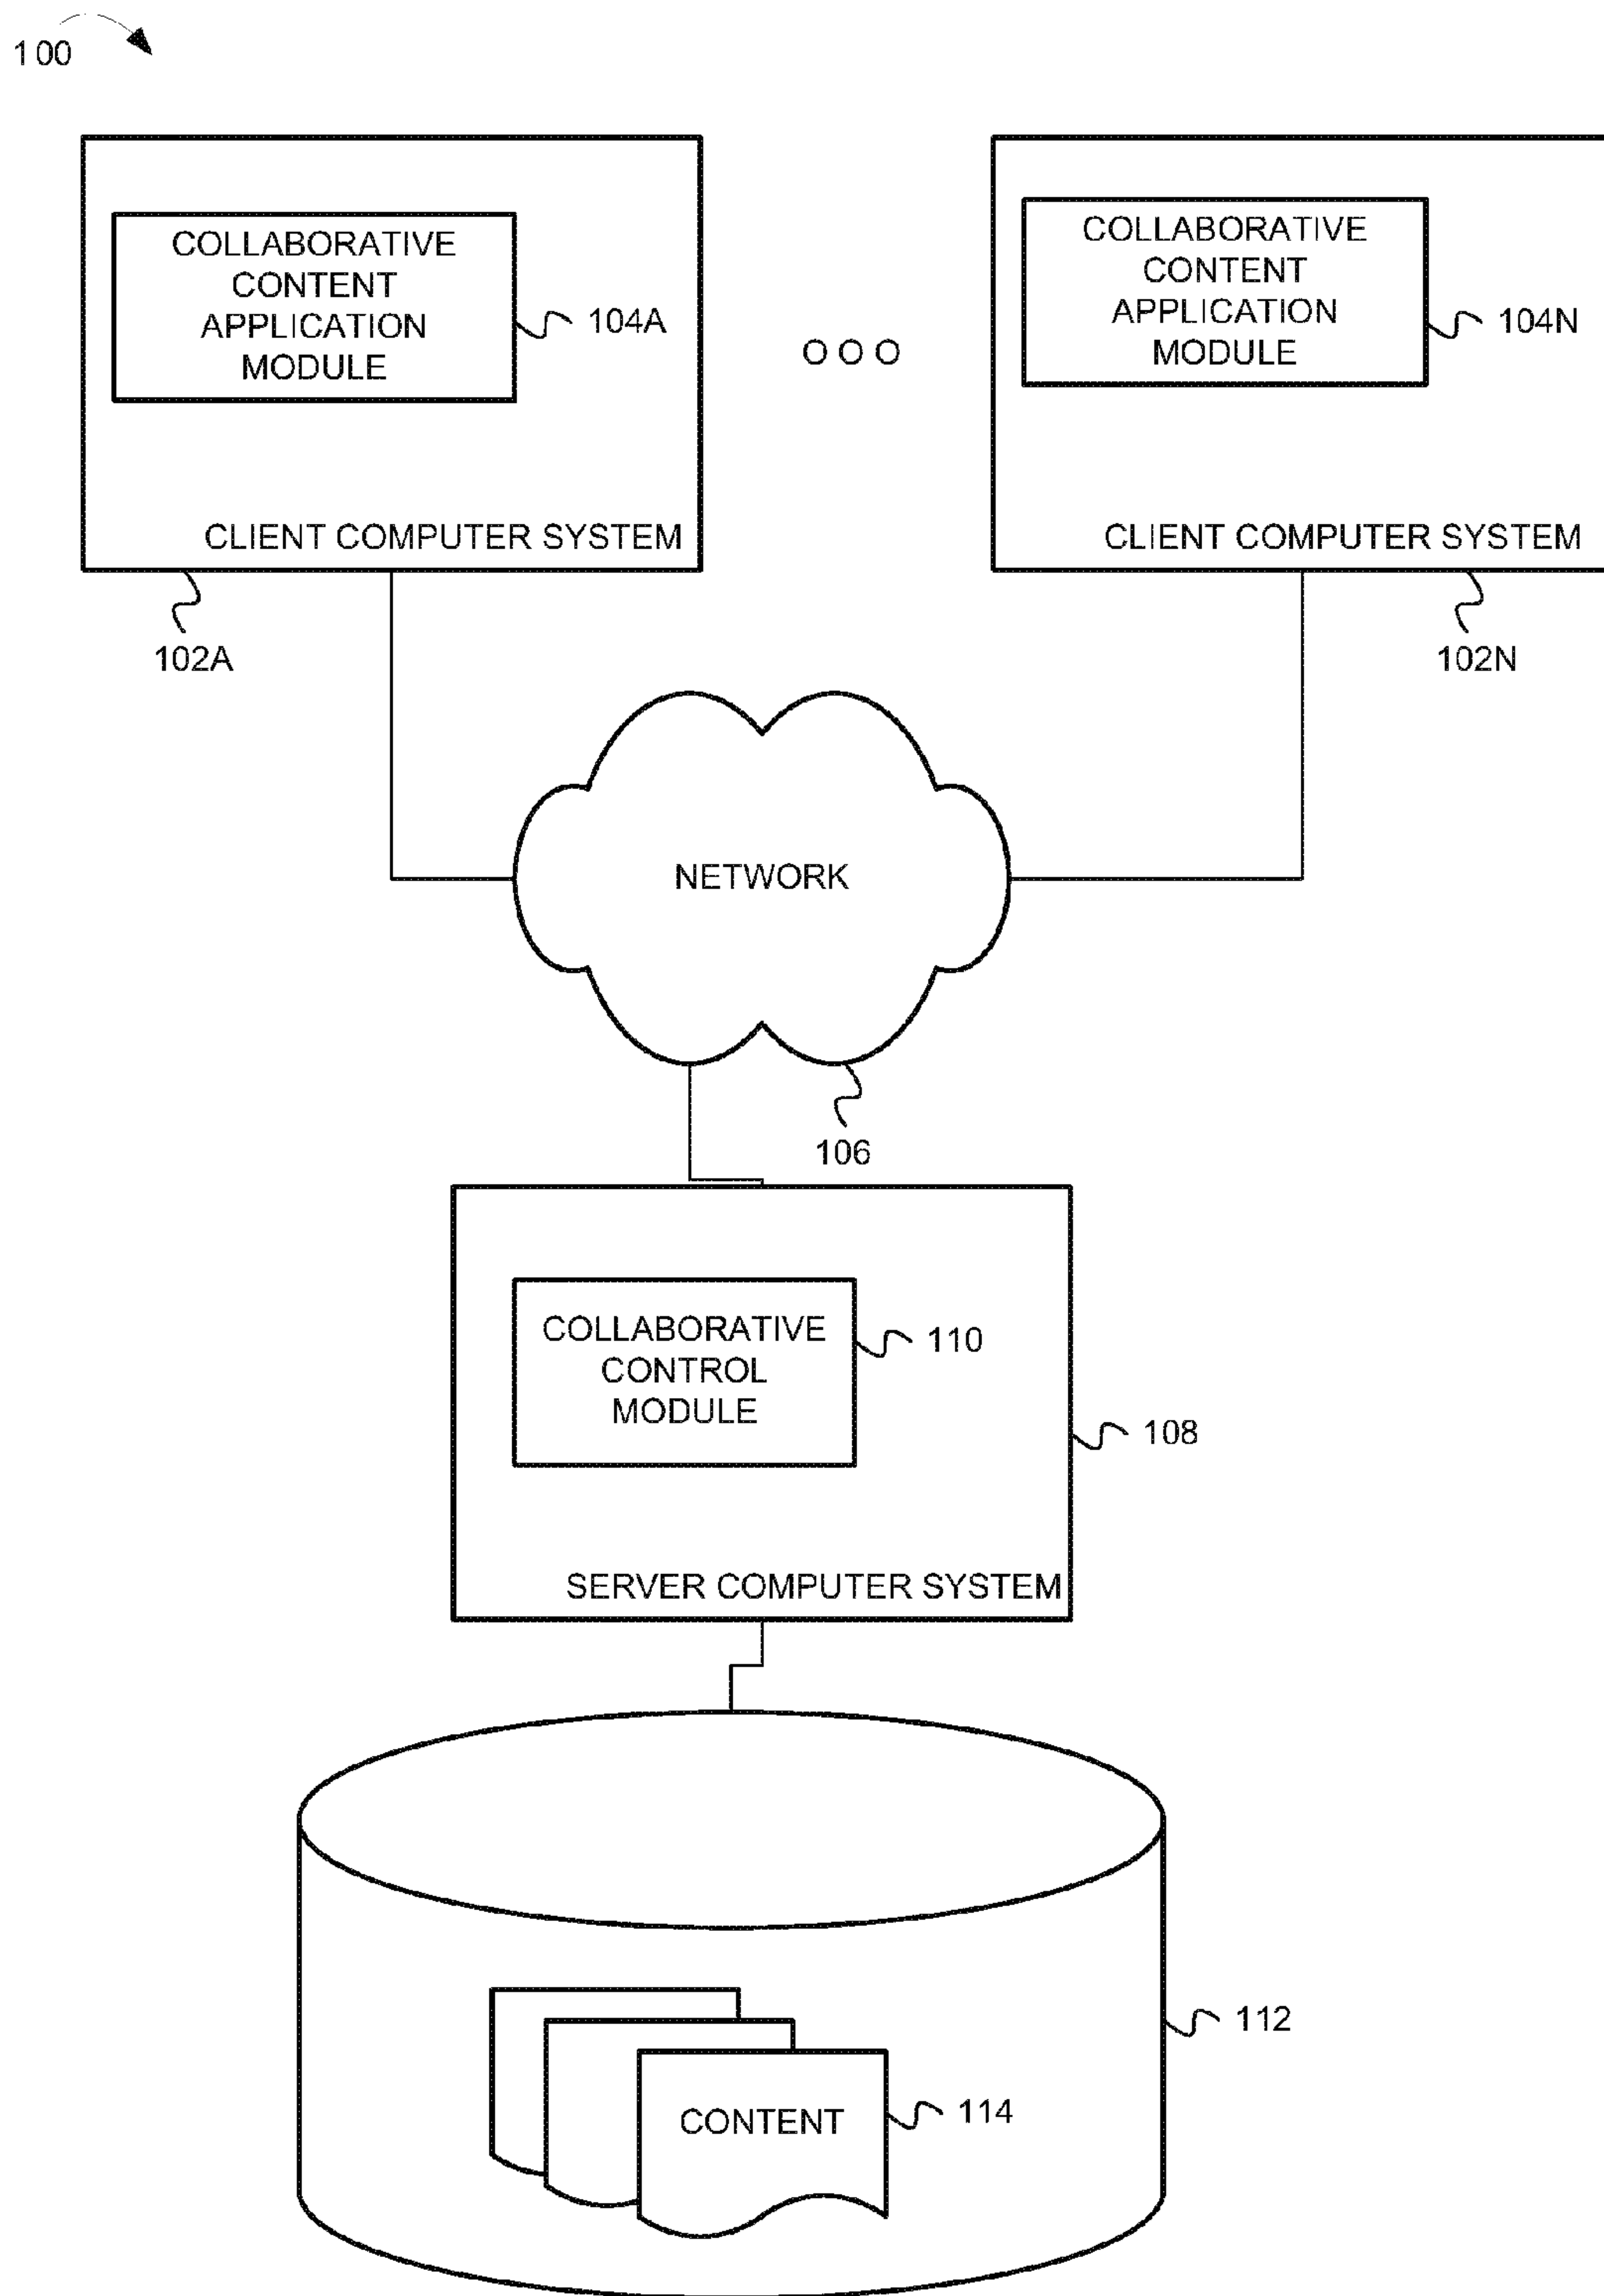 100
COLLABORATIVE
CONTENT
APPLICATION
MODULE
104A
CLIENT COMPUTER SYSTEM
102A
OOO
COLLABORATIVE
CONTENT
APPLICATION
MODULE
104N
CLIENT COMPUTER SYSTEM
102N
NETWORK
106
COLLABORATIVE
CONTROL
MODULE
110
108
SERVER COMPUTER SYSTEM
112
CONTENT
114